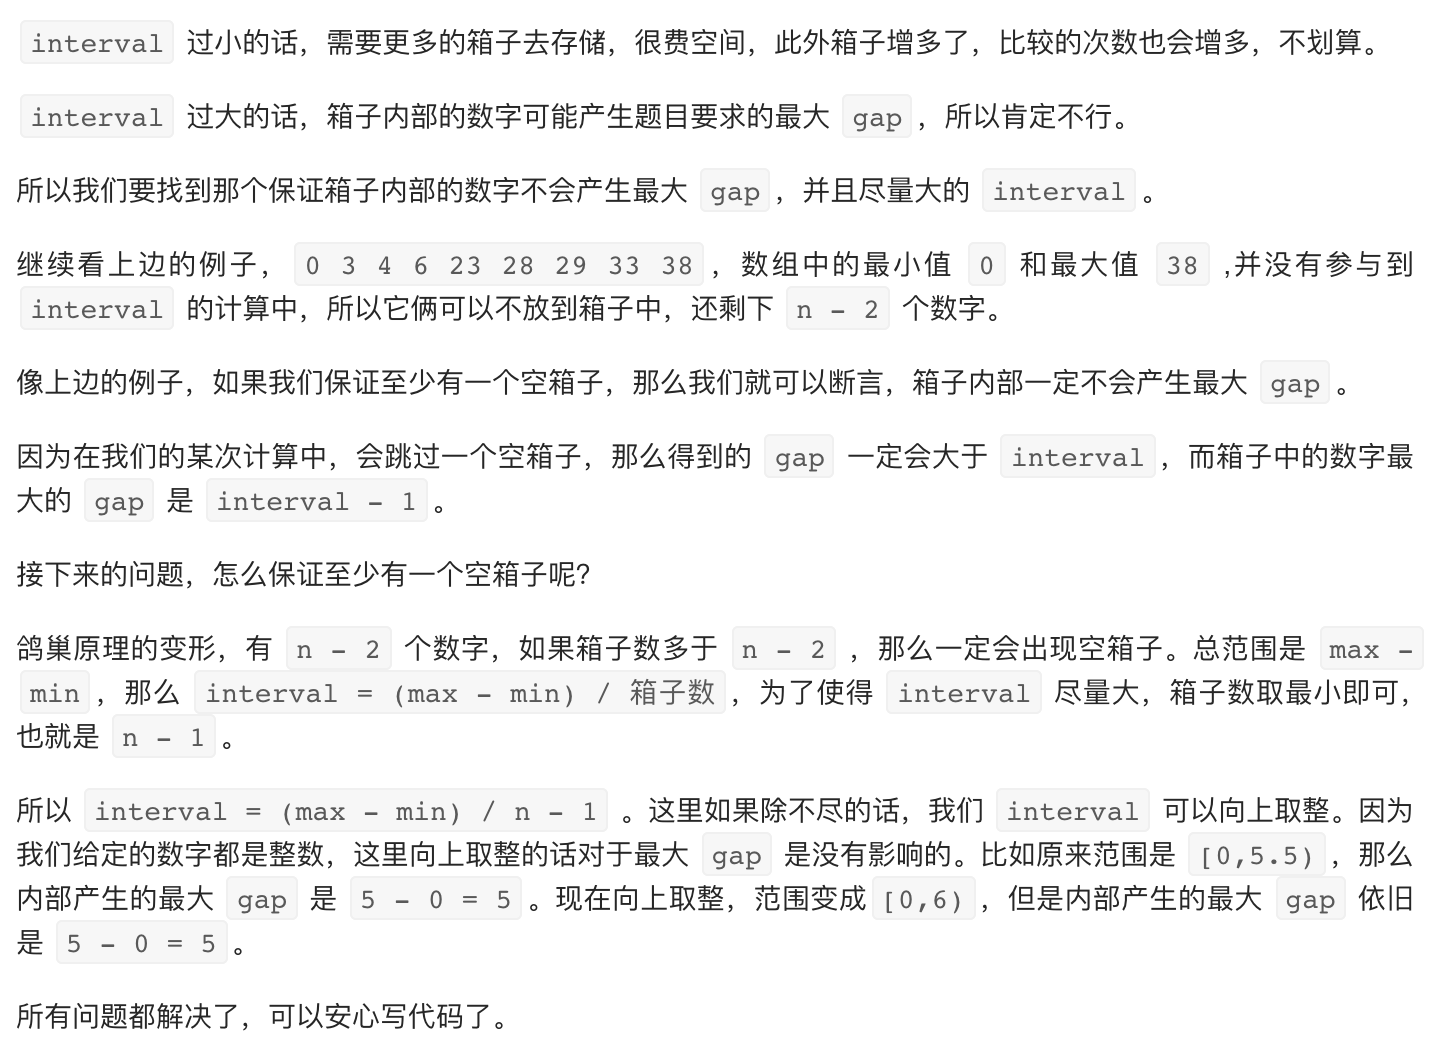 interval 过小的话，需要更多的箱子去存储，很费空间，此外箱子增多了，比较的次数也会增多，不划算。
interval 过大的话，箱子内部的数字可能产生题目要求的最大 gap ，所以肯定不行。
所以我们要找到那个保证箱子内部的数字不会产生最大 gap ，并且尽量大的 interval 。
继续看上边的例子， 0 3 4 6 23 28 29 33 38 ，数组中的最小值 0 和最大值 38 ,并没有参与到
interval 的计算中，所以它俩可以不放到箱子中，还剩下 n - 2 个数字。
像上边的例子，如果我们保证至少有一个空箱子，那么我们就可以断言，箱子内部一定不会产生最大 gap 。
因为在我们的某次计算中，会跳过一个空箱子，那么得到的 gap 一定会大于 interval ，而箱子中的数字最
大的 gap 是 interval - 1 。
接下来的问题，怎么保证至少有一个空箱子呢？
鸽巢原理的变形，有 n - 2 个数字，如果箱子数多于 n - 2 ，那么一定会出现空箱子。总范围是 max -
min ，那么 interval = (max - min) / 箱子数 ，为了使得 interval 尽量大，箱子数取最小即可，
也就是 n - 1 。
所以 interval = (max - min) / n - 1 。这里如果除不尽的话，我们 interval 可以向上取整。因为
我们给定的数字都是整数，这里向上取整的话对于最大 gap 是没有影响的。比如原来范围是 [0,5.5) ，那么
内部产生的最大 gap 是 5 - 0 = 5 。现在向上取整，范围变成 [0,6) ，但是内部产生的最大 gap 依旧
是 5 - 0 = 5 。
所有问题都解决了，可以安心写代码了。